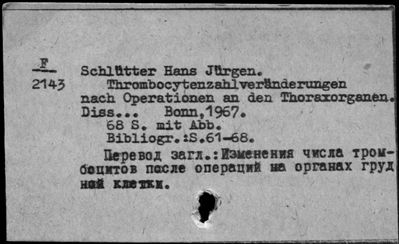 F
2143
Schlütter Hans Jürgen.
Thrombocytenzahlveränderungen
nach Operationen an den Thoraxorganen.
Diss... Bonn,1967.
68 S. mit Abb.
Bibliogr.:S.61-68.
Перевод загл.:Изменения числа тром-
боцитов после операций на органах груд
ной клетки.